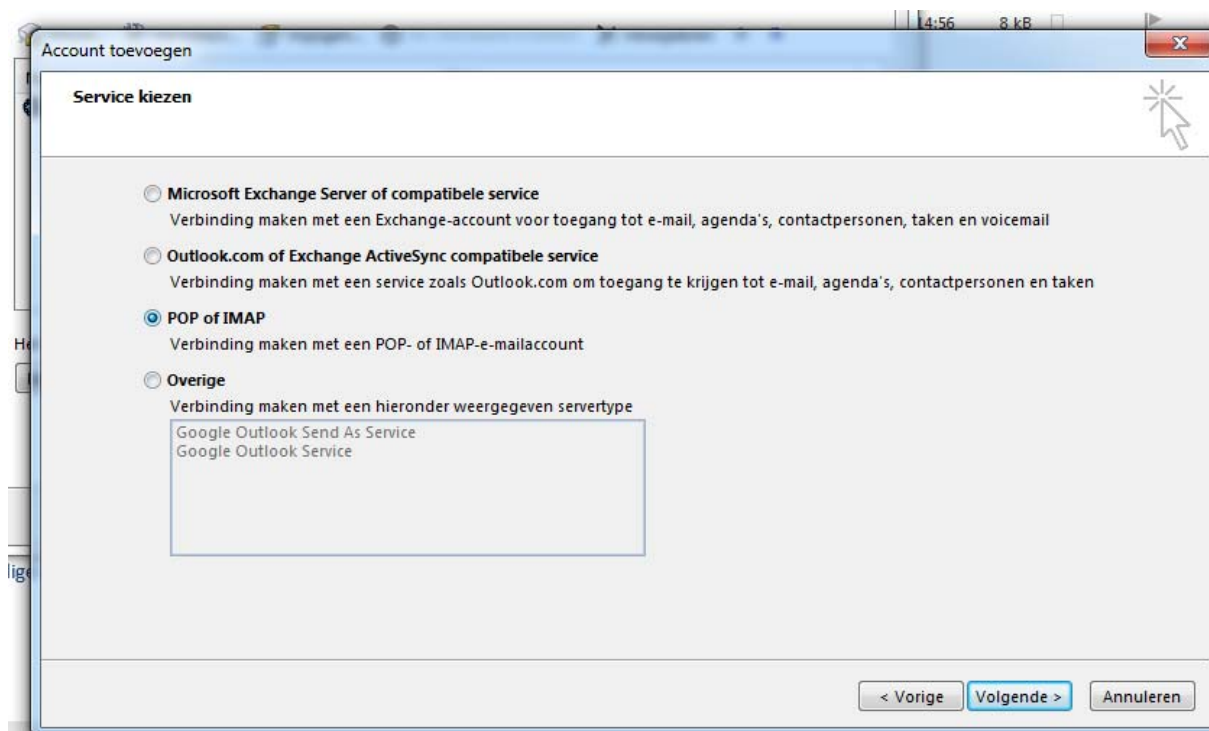 14:56 8 kB
Account toevoegen
Service kiezen
Microsoft Exchange Server of compatibele service
Verbinding maken met een Exchange-account voor toegang tot e-mail, agenda's, contactpersonen, taken en voicemail
Outlook.com of Exchange ActiveSync compatibele service
Verbinding maken met een service zoals Outlook.com om toegang te krijgen tot e-mail, agenda's, contactpersonen en taken
POP of IMAP
Verbinding maken met een POP- of IMAP-e-mailaccount
Overige
Verbinding maken met een hieronder weergegeven servertype
Google Outlook Send As Service
Google Outlook Service
< Vorige
Volgende >
Annuleren